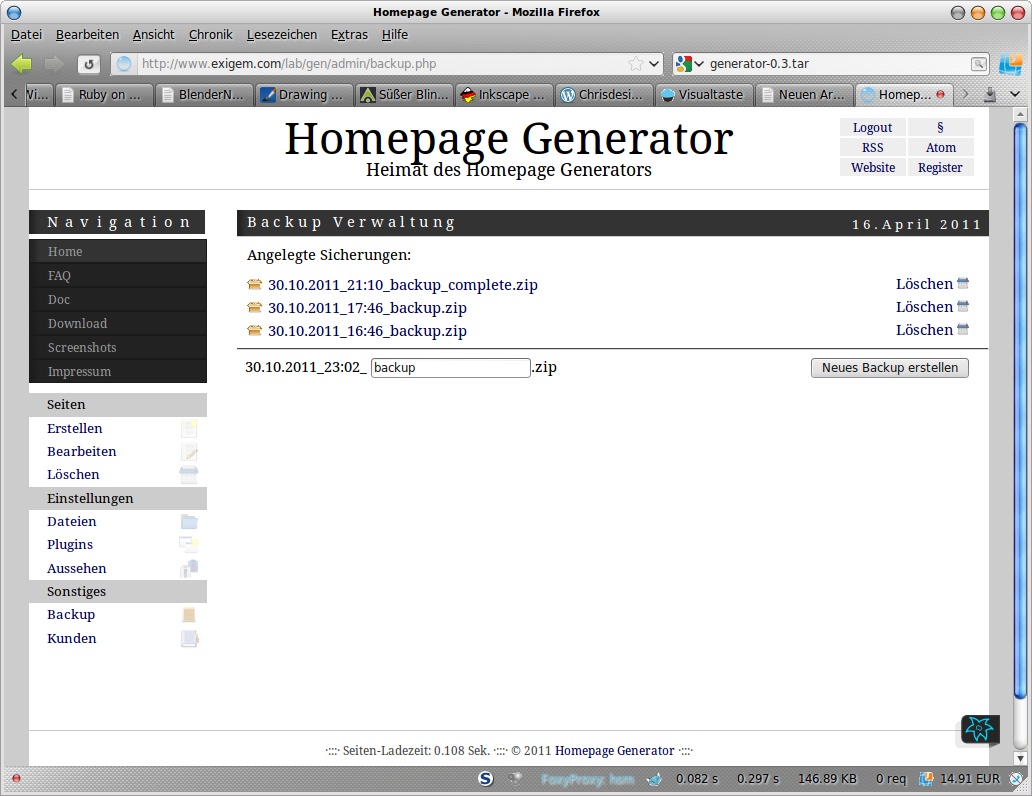 Homepage Generator - Mozilla Firefox
Datei Bearbeiten Ansicht Chronik Lesezeichen Extras Hilfe
http://www.exigem.com/lab/gen/admin/backup.php generator-0.3.tar
Wi... Ruby on ... BlenderN... Drawing ... Süßer Blin... Inkscape ... Chrisdesi... Visualtaste Neuen Ar... Homep...
Homepage Generator
Heimat des Homepage Generators
Logout §
RSS Atom
Website Register
Navigation
Home
FAQ
Doc
Download
Screenshots
Impressum
Seiten
Erstellen
Bearbeiten
Löschen
Einstellungen
Dateien
Plugins
Aussehen
Sonstiges
Backup
Kunden
Backup Verwaltung 16.April 2011
Angelegte Sicherungen:
30.10.2011_21:10_backup_complete.zip Löschen
30.10.2011_17:46_backup.zip Löschen
30.10.2011_16:46_backup.zip Löschen
30.10.2011_23:02_ backup .zip Neues Backup erstellen
·:::· Seiten-Ladezeit: 0.108 Sek. ·:::· © 2011 Homepage Generator ·:::·
S FoxyProxy: hsm 0.082 s 0.297 s 146.89 KB 0 req 14.91 EUR